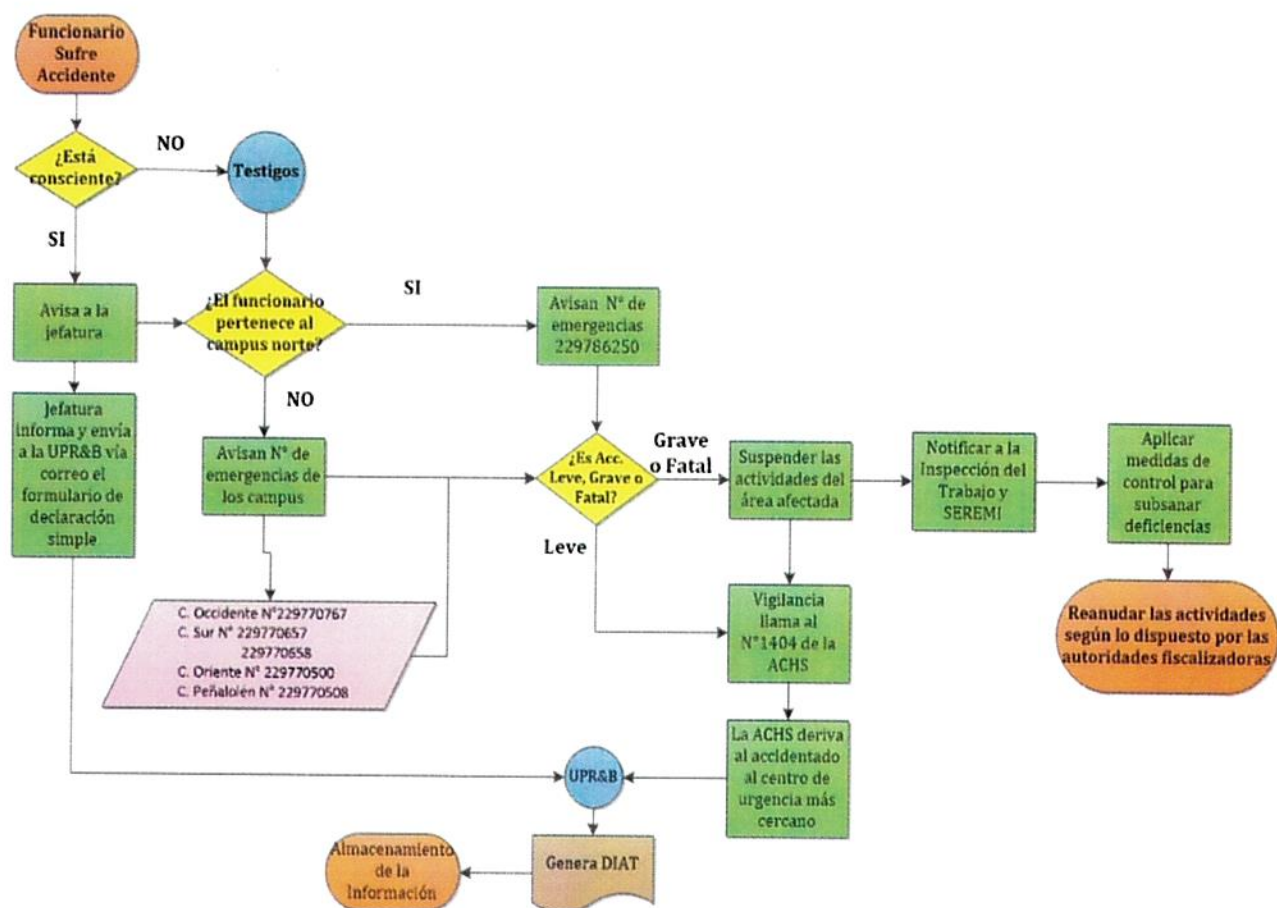 Funcionario
Sufre
Accidente
¿Está
consciente?
NO
Testigos
SI
Avisa a la
jefatura
¿El funcionario
pertenece al
campus norte?
SI
Avisan N° de
emergencias
229786250
NO
Jefatura
informa y envía
a la UPR&B vía
correo el
formulario de
declaración
simple
Avisan N° de
emergencias de
los campus
¿Es Acc.
Leve, Grave o
Fatal?
Grave
o Fatal
Suspender las
actividades del
área afectada
Notificar a la
Inspección del
Trabajo y
SEREMI
Aplicar
medidas de
control para
subsanar
deficiencias
Leve
C. Occidente N°229770767
C. Sur N° 229770657
229770658
C. Oriente N° 229770500
C. Peñalolén N° 229770508
Vigilancia
llama al
N°1404 de la
ACHS
Reanudar las actividades
según lo dispuesto por las
autoridades fiscalizadoras
La ACHS deriva
al accidentado
al centro de
urgencia más
cercano
UPR&B
Genera DIAT
Almacenamiento
de la
Información